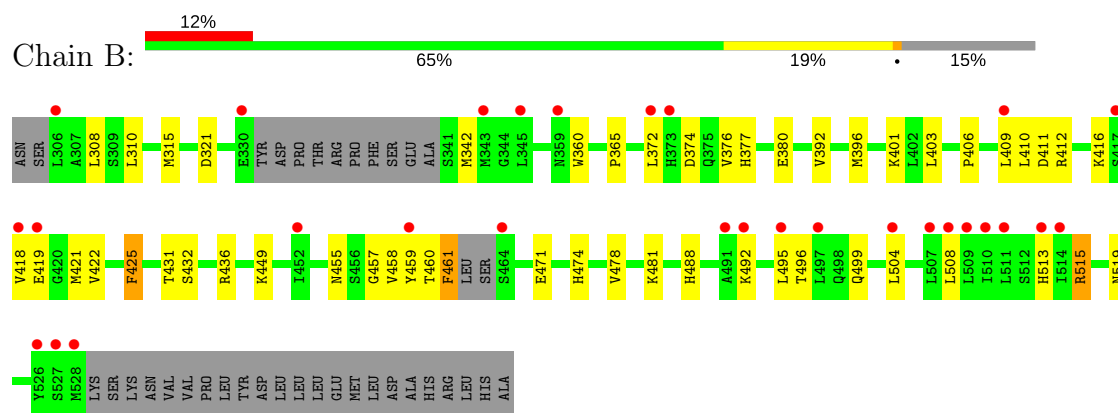 12%
Chain B:
65% 19% • 15%
ASN SER L306 A307 L308 S309 L310 M315 D321 E330 TYR ASP PRO THR ARG PRO PHE SER GLU ALA S341 M342 M343 G344 L345 N359 W360 P365 L372 H373 D374 Q375 V376 H377 E380 V392 M396 K401 L402 L403 P406 L409 L410 D411 R412 K416 S417
V418 E419 G420 M421 V422 F425 T431 S432 R436 K449 I452 N455 S456 G457 V458 Y459 T460 F461 LEU SER S464 E471 H474 V478 K481 H488 A491 K492 L495 T496 L497 Q498 Q499 L504 L507 L508 L509 I510 L511 S512 H513 I514 R515 N519
Y526 S527 M528 LYS SER LYS ASN VAL VAL PRO LEU TYR ASP LEU LEU LEU GLU MET LEU ASP ALA HIS ARG LEU HIS ALA